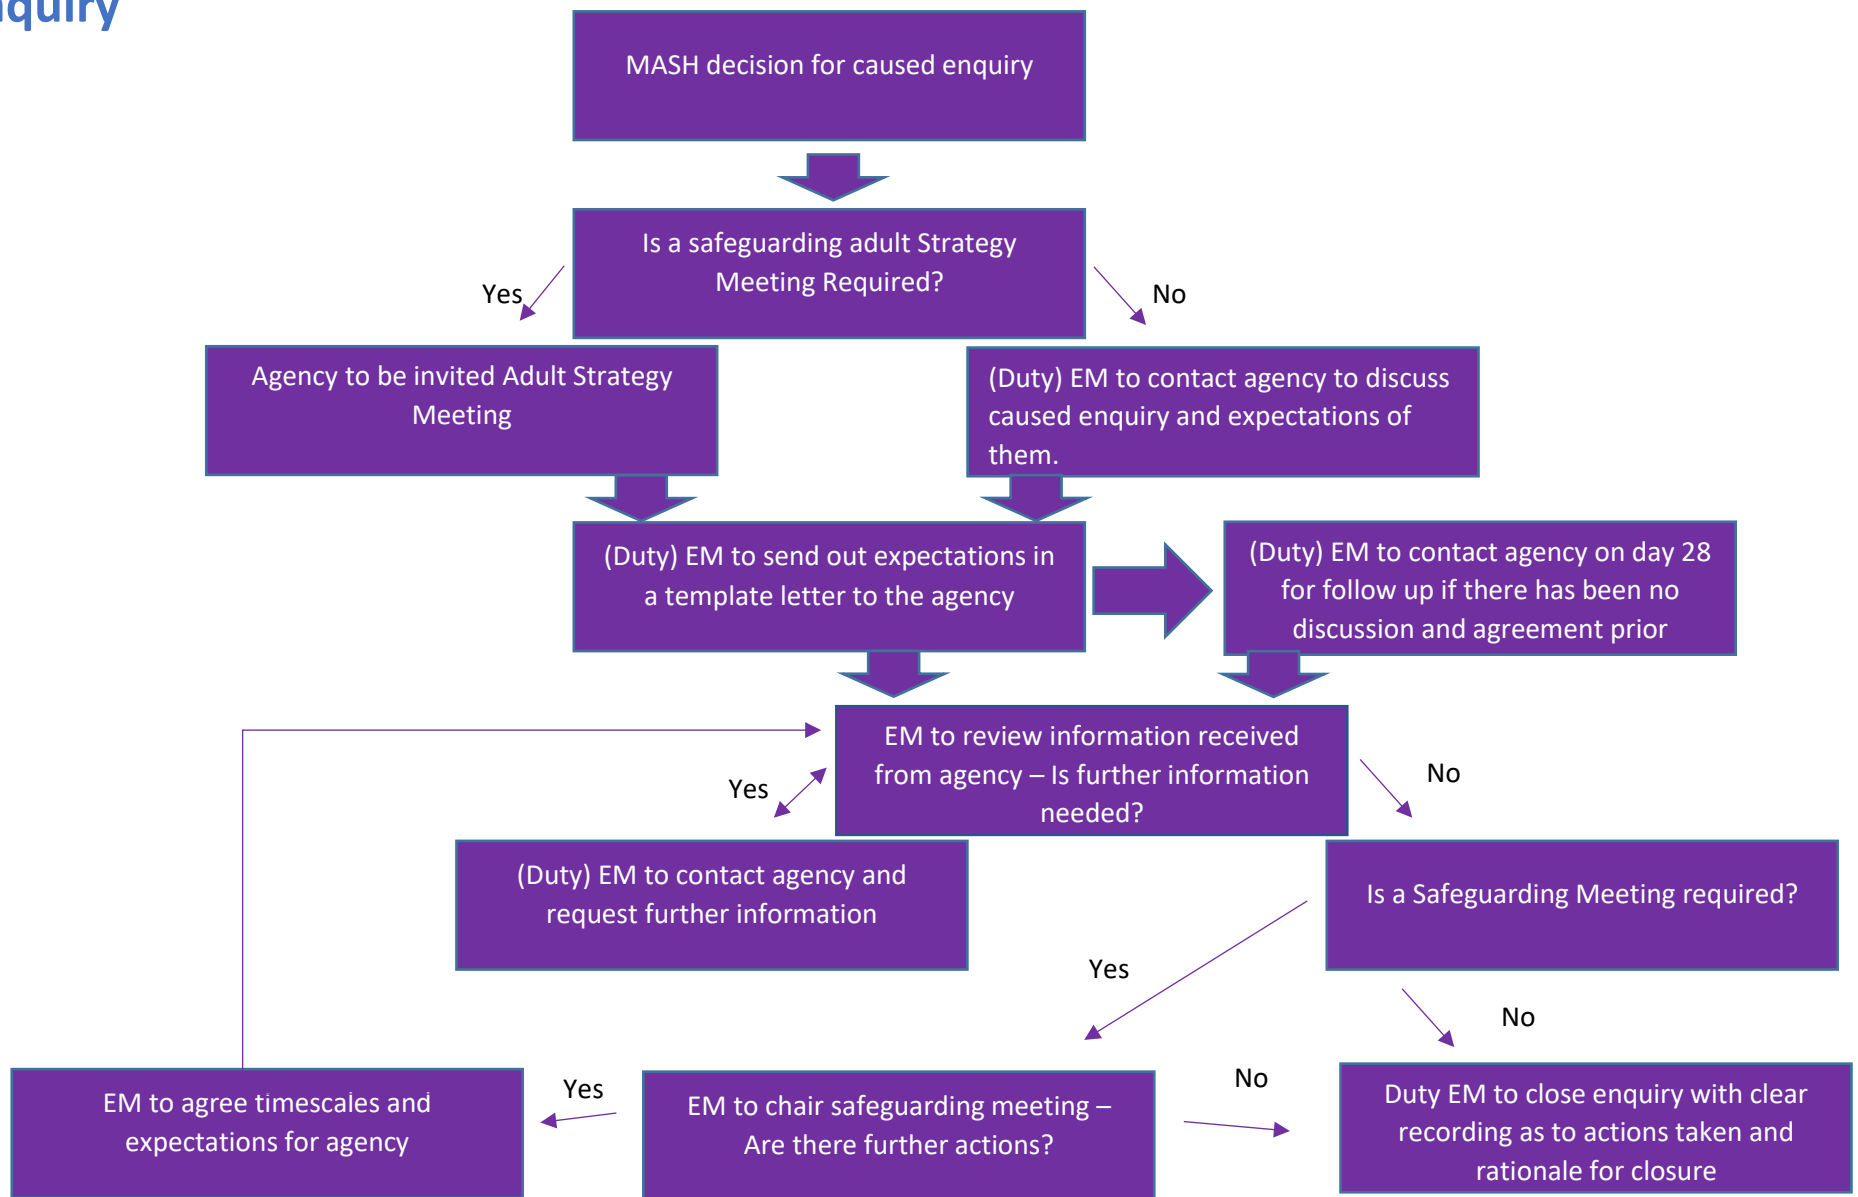 MASH decision for caused enquiry
Is a safeguarding adult Strategy
Meeting Required?
Yes
No
Agency to be invited Adult Strategy
Meeting
(Duty) EM to contact agency to discuss
caused enquiry and expectations of
them.
(Duty) EM to send out expectations in
a template letter to the agency
(Duty) EM to contact agency on day 28
for follow up if there has been no
discussion and agreement prior
EM to review information received
from agency – Is further information
needed?
Yes
No
(Duty) EM to contact agency and
request further information
Is a Safeguarding Meeting required?
Yes
No
EM to agree timescales and
expectations for agency
Yes
EM to chair safeguarding meeting –
Are there further actions?
No
Duty EM to close enquiry with clear
recording as to actions taken and
rationale for closure